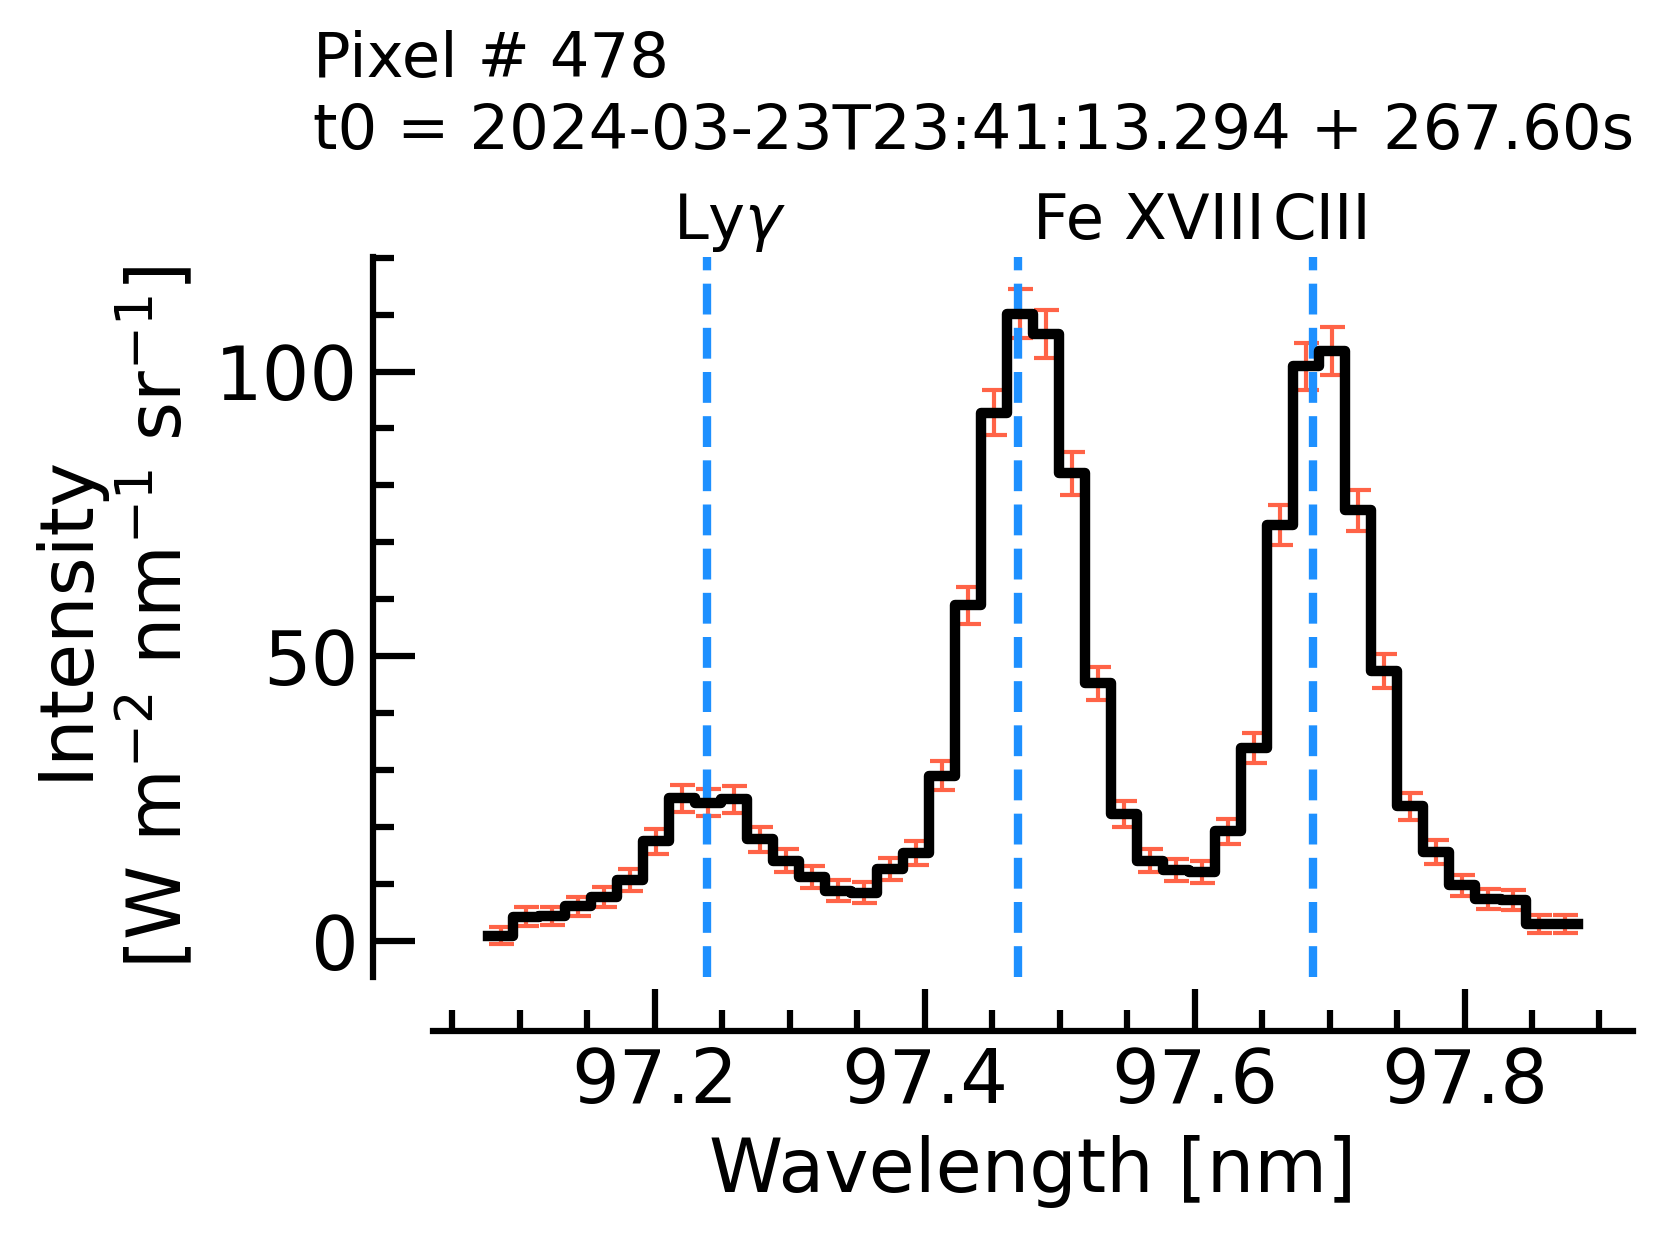 Pixel # 478
t0 = 2024-03-23T23:41:13.294 + 267.60s
Lyγ Fe XVIII CIII
Intensity
[W m⁻² nm⁻¹ sr⁻¹]
100
50
0
97.2 97.4 97.6 97.8
Wavelength [nm]